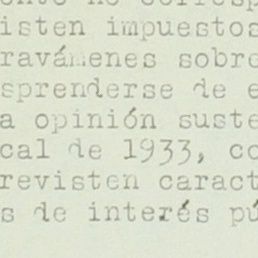 isten impuestos
ravámenes sobre
sprenderse de e
a opinión suste
cal de 1933, co
revisten caract
s de interés pú